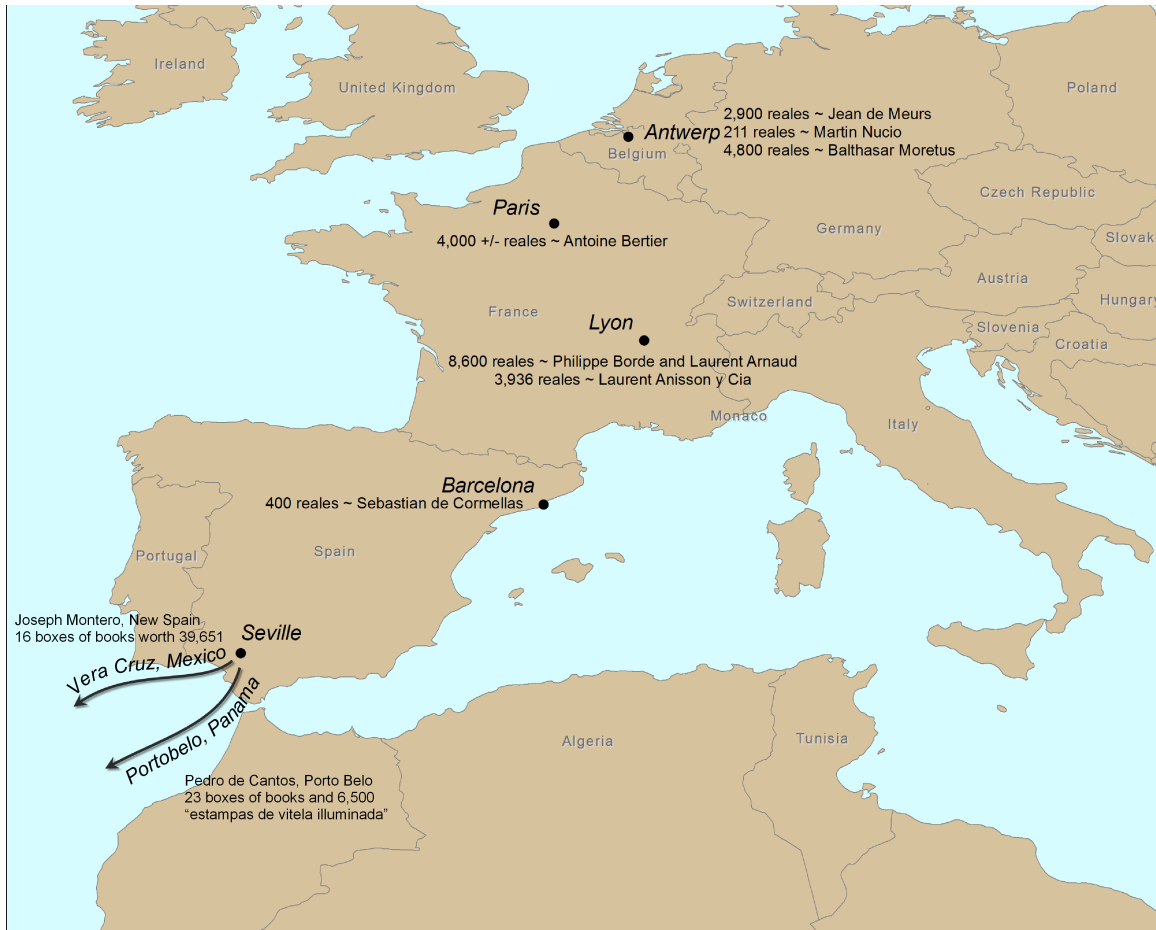 Ireland
United Kingdom
Poland
2,900 reales ~ Jean de Meurs
Antwerp
211 reales ~ Martin Nucio
Belgium
4,800 reales ~ Balthasar Moretus
Czech Republic
Paris
4,000 +/- reales ~ Antoine Bertier
Germany
Slovak
Austria
Switzerland
Hungary
France
Lyon
Slovenia
Croatia
8,600 reales ~ Philippe Borde and Laurent Arnaud
3,936 reales ~ Laurent Anisson y Cia
Monaco
Italy
Barcelona
400 reales ~ Sebastian de Cormellas
Portugal
Spain
Joseph Montero, New Spain
16 boxes of books worth 39,651
Seville
Vera Cruz, Mexico
Portobelo, Panama
Algeria
Tunisia
Pedro de Cantos, Porto Belo
23 boxes of books and 6,500
“estampas de vitela illuminada”